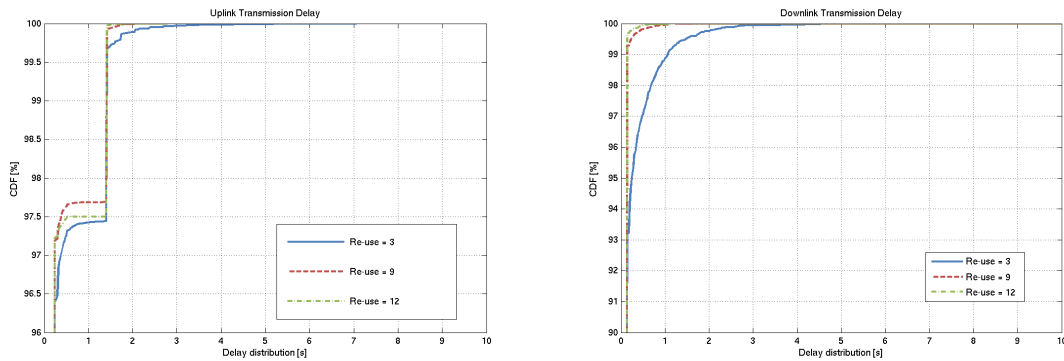 Uplink Transmission Delay
100
99.5
99
98.5
98
97.5
97
96.5
96
CDF [%]
0 1 2 3 4 5 6 7 8 9 10
Delay distribution [s]
Re-use = 3
Re-use = 9
Re-use = 12
Downlink Transmission Delay
100
99
98
97
96
95
94
93
92
91
90
CDF [%]
0 1 2 3 4 5 6 7 8 9 10
Delay distribution [s]
Re-use = 3
Re-use = 9
Re-use = 12